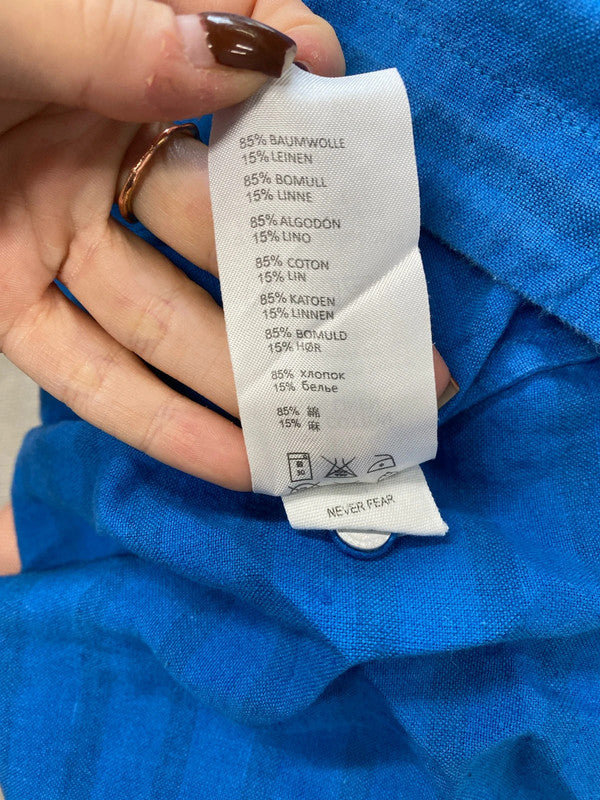 85% BAUMWOLLE
15% LEINEN
85% BOMULL
15% LINNE
85% ALGODÓN
15% LINO
85% COTON
15% LIN
85% KATOEN
15% LINNEN
85% BOMULD
15% HØR
85% хлопок
15% белье
85% 綿
15% 麻
30
NEVER FEAR